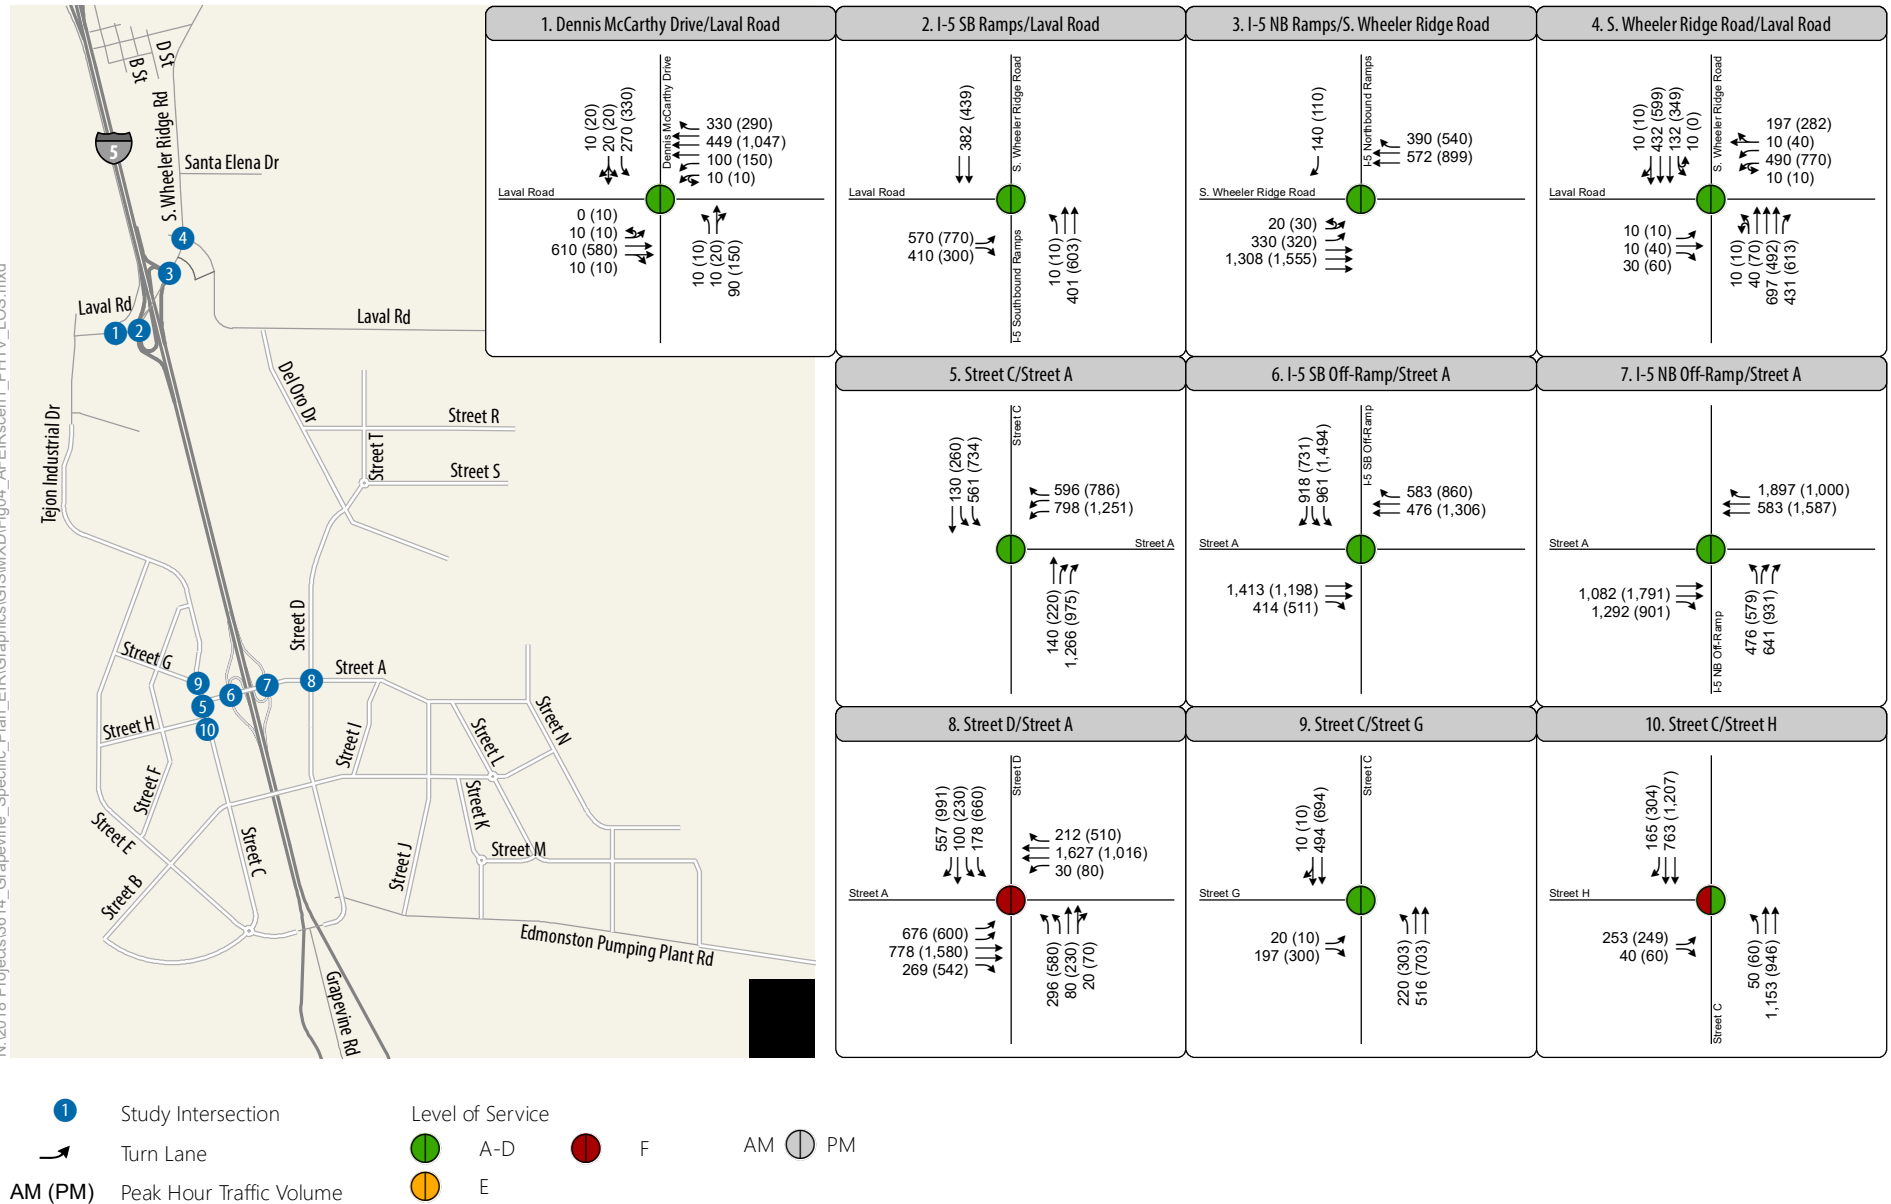 1. Dennis McCarthy Drive/Laval Road
Dennis McCarthy Drive
10 (20)
20 (20)
270 (330)
330 (290)
449 (1,047)
100 (150)
10 (10)
Laval Road
0 (10)
10 (10)
610 (580)
10 (10)
10 (10)
10 (20)
90 (150)
2. I-5 SB Ramps/Laval Road
S. Wheeler Ridge Road
382 (439)
Laval Road
570 (770)
410 (300)
I-5 Southbound Ramps
10 (10)
401 (603)
3. I-5 NB Ramps/S. Wheeler Ridge Road
I-5 Northbound Ramps
140 (110)
390 (540)
572 (899)
S. Wheeler Ridge Road
20 (30)
330 (320)
1,308 (1,555)
4. S. Wheeler Ridge Road/Laval Road
S. Wheeler Ridge Road
10 (10)
432 (599)
132 (349)
10 (0)
197 (282)
10 (40)
490 (770)
10 (10)
Laval Road
10 (10)
10 (40)
30 (60)
10 (10)
40 (70)
697 (492)
431 (613)
5. Street C/Street A
Street C
130 (260)
561 (734)
596 (786)
798 (1,251)
Street A
140 (220)
1,266 (975)
6. I-5 SB Off-Ramp/Street A
I-5 SB Off-Ramp
918 (731)
961 (1,494)
583 (860)
476 (1,306)
Street A
1,413 (1,198)
414 (511)
7. I-5 NB Off-Ramp/Street A
1,897 (1,000)
583 (1,587)
Street A
1,082 (1,791)
1,292 (901)
I-5 NB Off-Ramp
476 (579)
641 (931)
8. Street D/Street A
Street D
557 (991)
100 (230)
178 (660)
212 (510)
1,627 (1,016)
30 (80)
Street A
676 (600)
778 (1,580)
269 (542)
296 (580)
80 (230)
20 (70)
9. Street C/Street G
Street C
10 (10)
494 (694)
Street G
20 (10)
197 (300)
220 (303)
516 (703)
10. Street C/Street H
165 (304)
763 (1,207)
Street H
253 (249)
40 (60)
Street C
50 (60)
1,153 (946)
B St
D St
5
S. Wheeler Ridge Rd
Santa Elena Dr
4
3
Laval Rd
1
2
Laval Rd
Del Oro Dr
Street R
Street T
Street S
Tejon Industrial Dr
Street D
Street G
9
5
6
7
8
10
Street A
Street H
Street I
Street L
Street N
Street F
Street K
Street E
Street C
Street J
Street M
Street B
Edmonston Pumping Plant Rd
Grapevine Rd
1
Study Intersection
Turn Lane
AM (PM)
Peak Hour Traffic Volume
Level of Service
A-D
F
E
AM
PM